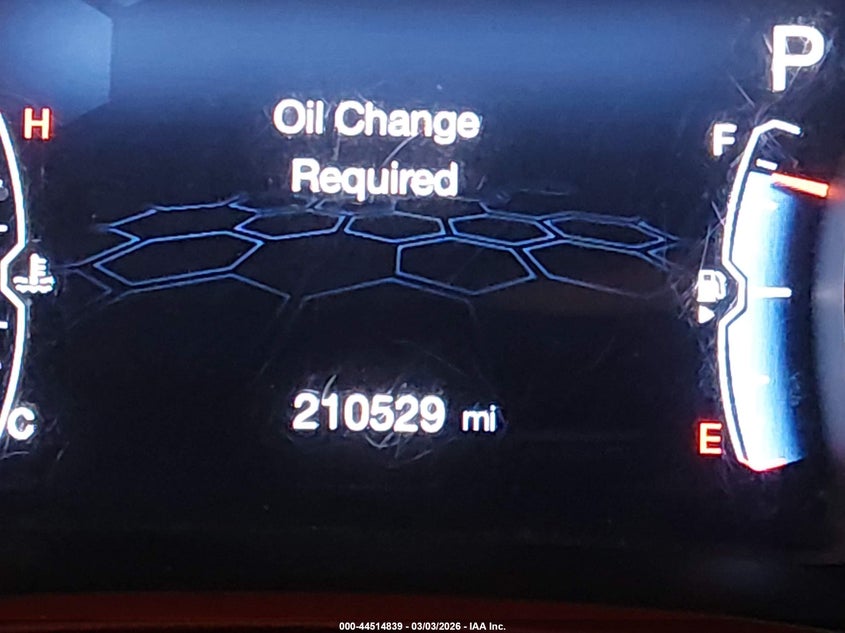 P
H
Oil Change
F
Required
210529 mi
C
E
000-44514839 - 03/03/2026 - IAA Inc.